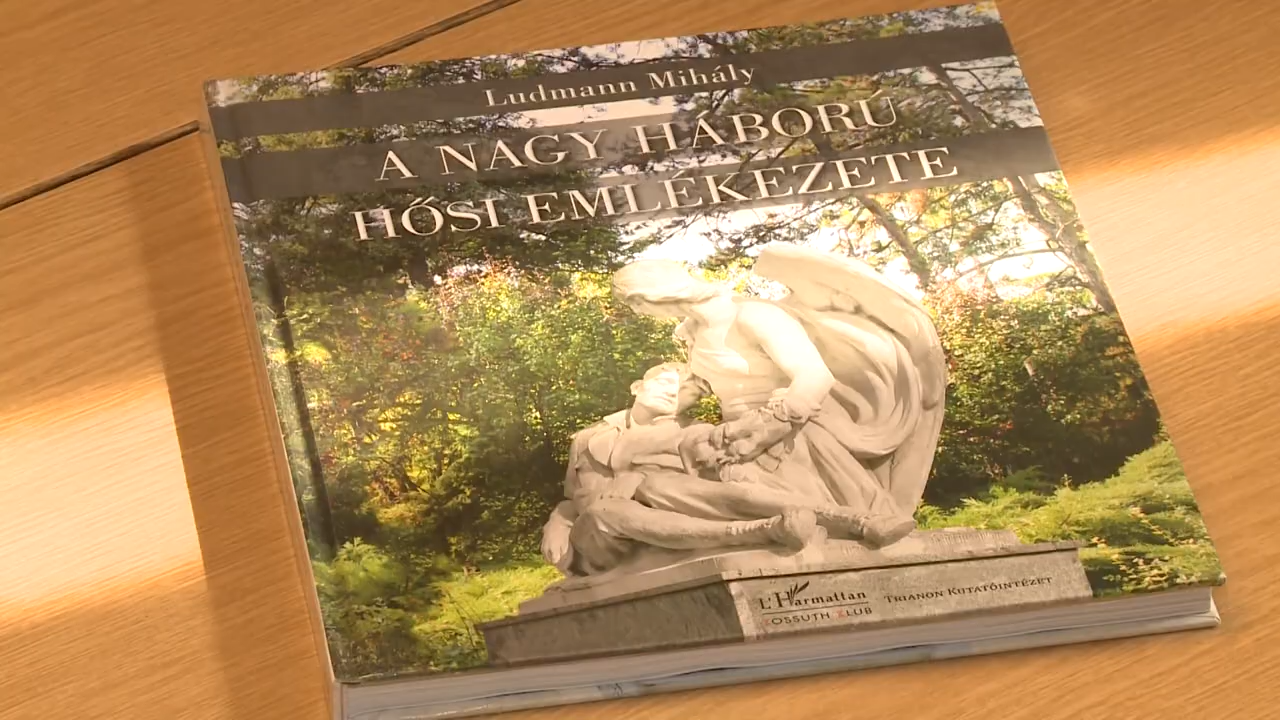 Ludmann Mihály
A NAGY HÁBORÚ
HŐSI EMLÉKEZETE
L'Harmattan
KOSSUTH KLUB
TRIANON KUTATÓINTÉZET